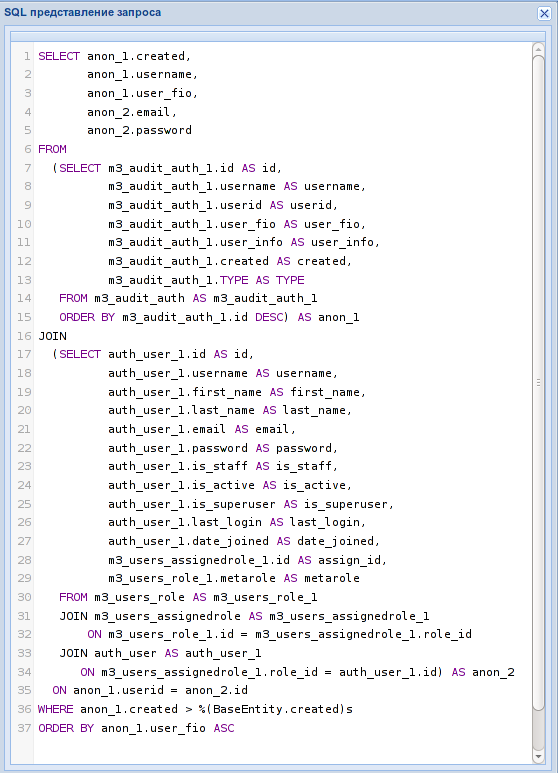 SQL представление запроса
1 SELECT anon_1.created,
2        anon_1.username,
3        anon_1.user_fio,
4        anon_2.email,
5        anon_2.password
6 FROM
7   (SELECT m3_audit_auth_1.id AS id,
8           m3_audit_auth_1.username AS username,
9           m3_audit_auth_1.userid AS userid,
10           m3_audit_auth_1.user_fio AS user_fio,
11           m3_audit_auth_1.user_info AS user_info,
12           m3_audit_auth_1.created AS created,
13           m3_audit_auth_1.TYPE AS TYPE
14    FROM m3_audit_auth AS m3_audit_auth_1
15    ORDER BY m3_audit_auth_1.id DESC) AS anon_1
16 JOIN
17   (SELECT auth_user_1.id AS id,
18           auth_user_1.username AS username,
19           auth_user_1.first_name AS first_name,
20           auth_user_1.last_name AS last_name,
21           auth_user_1.email AS email,
22           auth_user_1.password AS password,
23           auth_user_1.is_staff AS is_staff,
24           auth_user_1.is_active AS is_active,
25           auth_user_1.is_superuser AS is_superuser,
26           auth_user_1.last_login AS last_login,
27           auth_user_1.date_joined AS date_joined,
28           m3_users_assignedrole_1.id AS assign_id,
29           m3_users_role_1.metarole AS metarole
30    FROM m3_users_role AS m3_users_role_1
31    JOIN m3_users_assignedrole AS m3_users_assignedrole_1
32        ON m3_users_role_1.id = m3_users_assignedrole_1.role_id
33    JOIN auth_user AS auth_user_1
34       ON m3_users_assignedrole_1.role_id = auth_user_1.id) AS anon_2
35   ON anon_1.userid = anon_2.id
36 WHERE anon_1.created > %(BaseEntity.created)s
37 ORDER BY anon_1.user_fio ASC